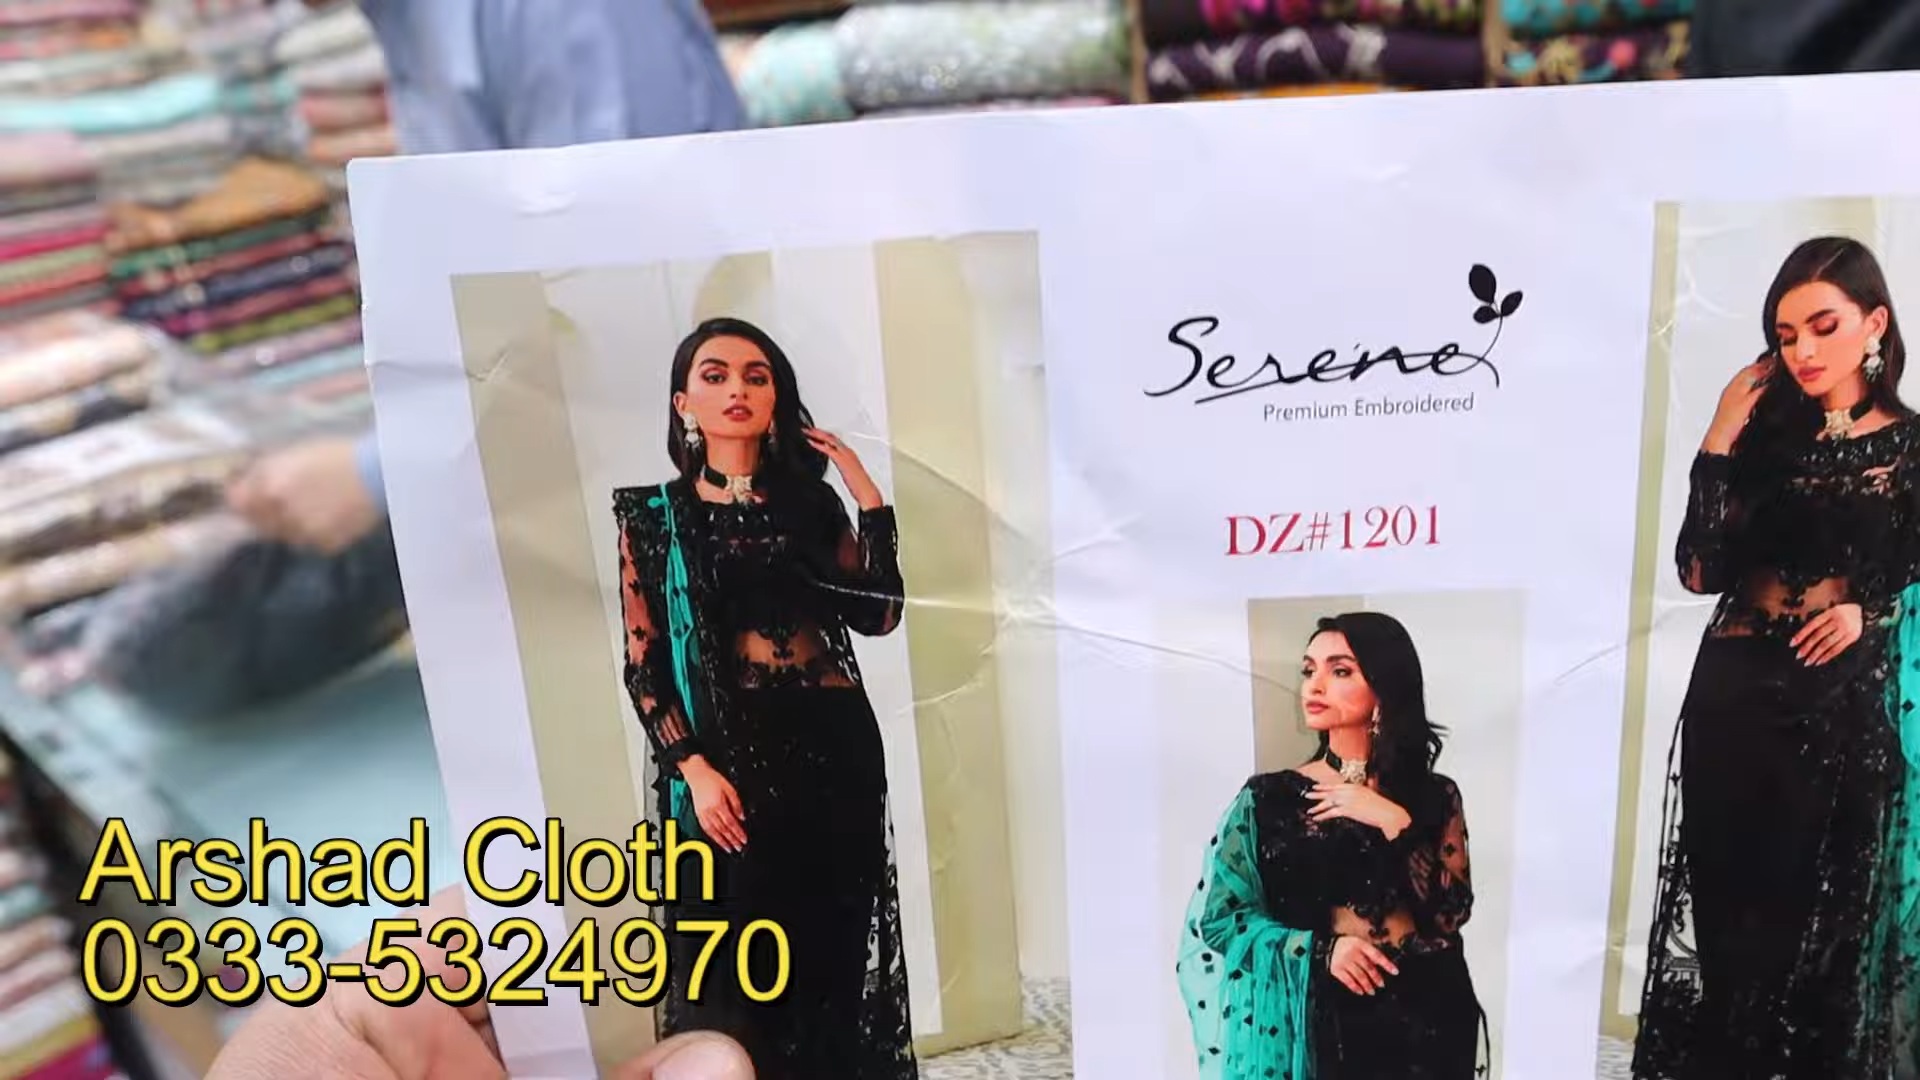 Serene
Premium Embroidered
DZ#1201
Arshad Cloth
0333-5324970